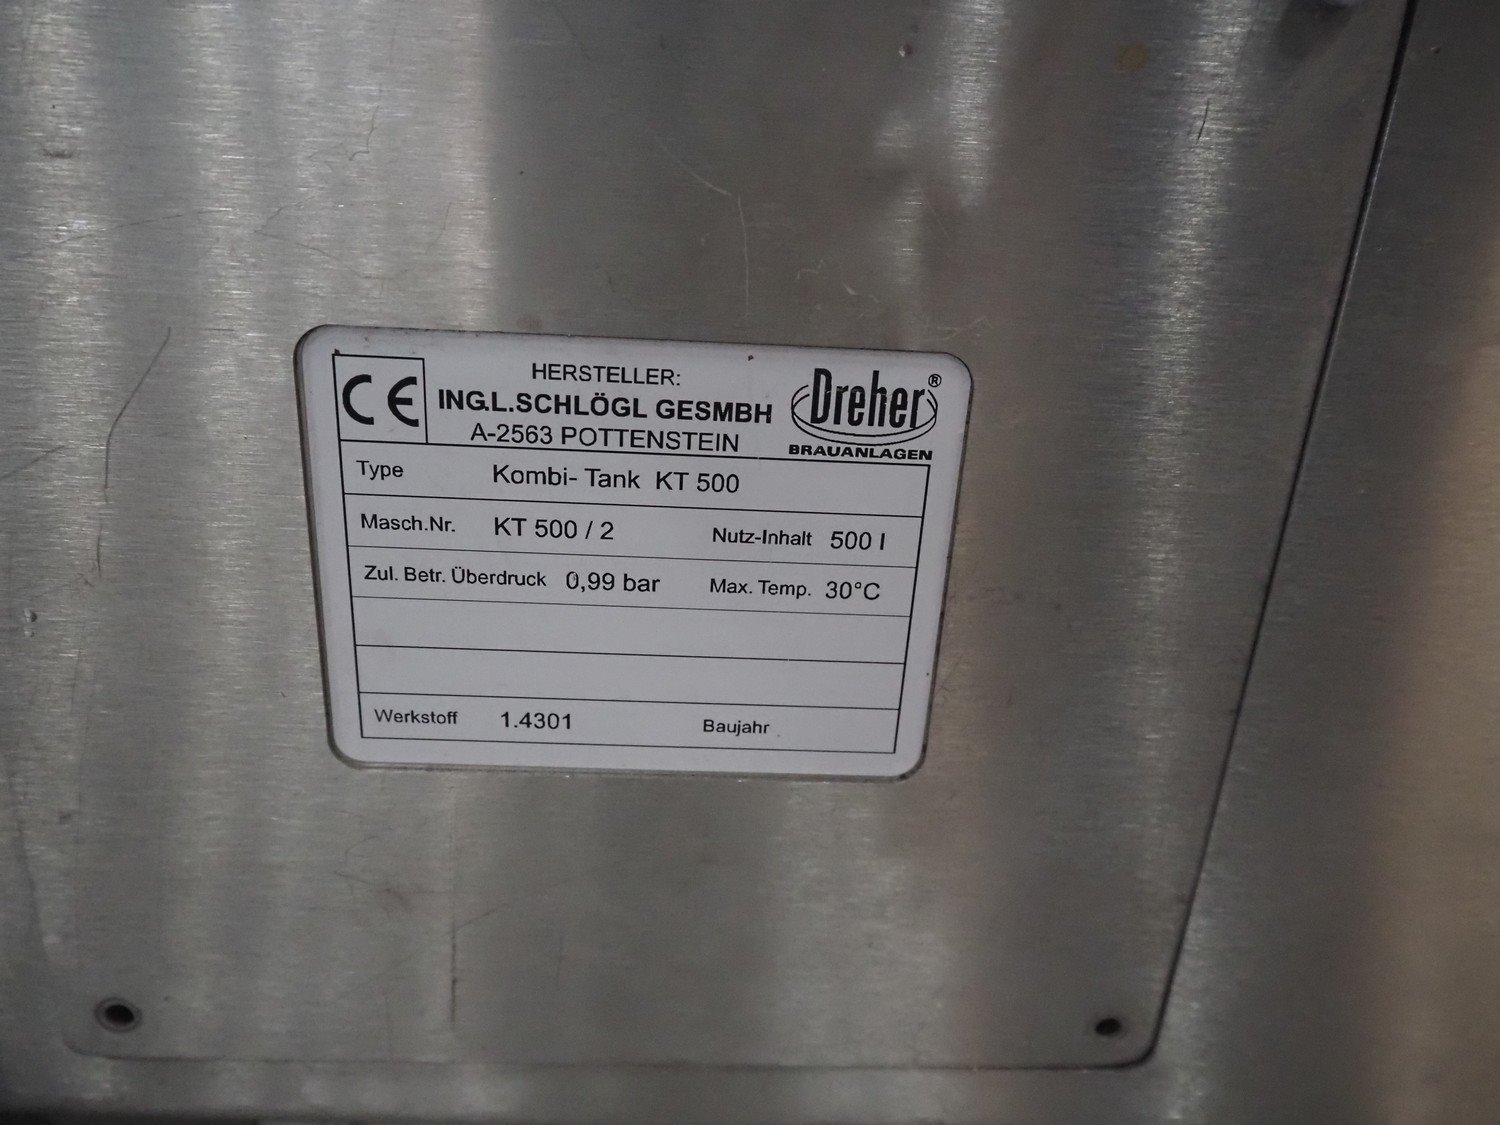 CE
HERSTELLER:
ING.L.SCHLÖGL GESMBH
A-2563 POTTENSTEIN
Dreher®
BRAUANLAGEN
Type Kombi- Tank KT 500
Masch.Nr. KT 500 / 2 Nutz-Inhalt 500 l
Zul. Betr. Überdruck 0,99 bar Max. Temp. 30°C
Werkstoff 1.4301 Baujahr